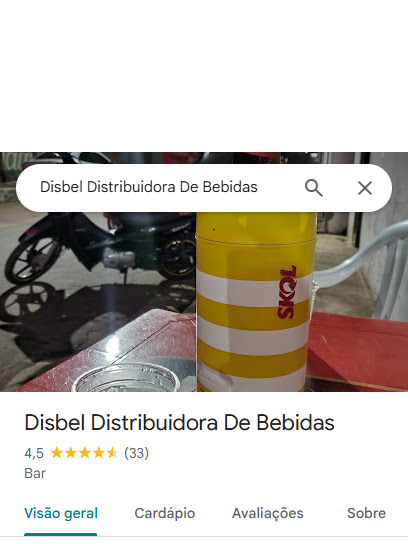 Disbel Distribuidora De Bebidas
SKOL
Disbel Distribuidora De Bebidas
4,5 (33)
Bar
Visão geral Cardápio Avaliações Sobre